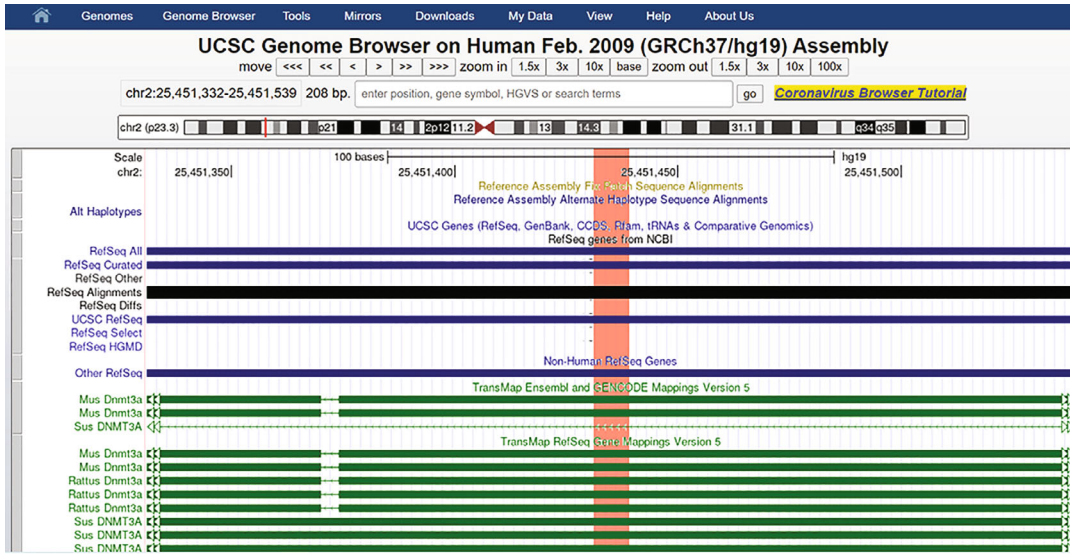 Genomes Genome Browser Tools Mirrors Downloads My Data View Help About Us
UCSC Genome Browser on Human Feb. 2009 (GRCh37/hg19) Assembly
move <<< << < > >> >>> zoom in 1.5x 3x 10x base zoom out 1.5x 3x 10x 100x
chr2:25,451,332-25,451,539 208 bp. enter position, gene symbol, HGVS or search terms go Coronavirus Browser Tutorial
chr2 (p23.3) p21 14 2p12 11.2 13 14.3 31.1 q34 q35
Scale 100 bases hg19
chr2: 25,451,350 25,451,400 25,451,450 25,451,500
Reference Assembly Fix Patch Sequence Alignments
Reference Assembly Alternate Haplotype Sequence Alignments
Alt Haplotypes
UCSC Genes (RefSeq, GenBank, CCDS, Rfam, tRNAs & Comparative Genomics)
RefSeq genes from NCBI
RefSeq All
RefSeq Curated
RefSeq Other
RefSeq Alignments
RefSeq Diffs
UCSC RefSeq
RefSeq Select
RefSeq HGMD
Non-Human RefSeq Genes
Other RefSeq
TransMap Ensembl and GENCODE Mappings Version 5
Mus Dnmt3a
Mus Dnmt3a
Sus DNMT3A
TransMap RefSeq Gene Mappings Version 5
Mus Dnmt3a
Mus Dnmt3a
Rattus Dnmt3a
Rattus Dnmt3a
Rattus Dnmt3a
Sus DNMT3A
Sus DNMT3A
Sus DNMT3A